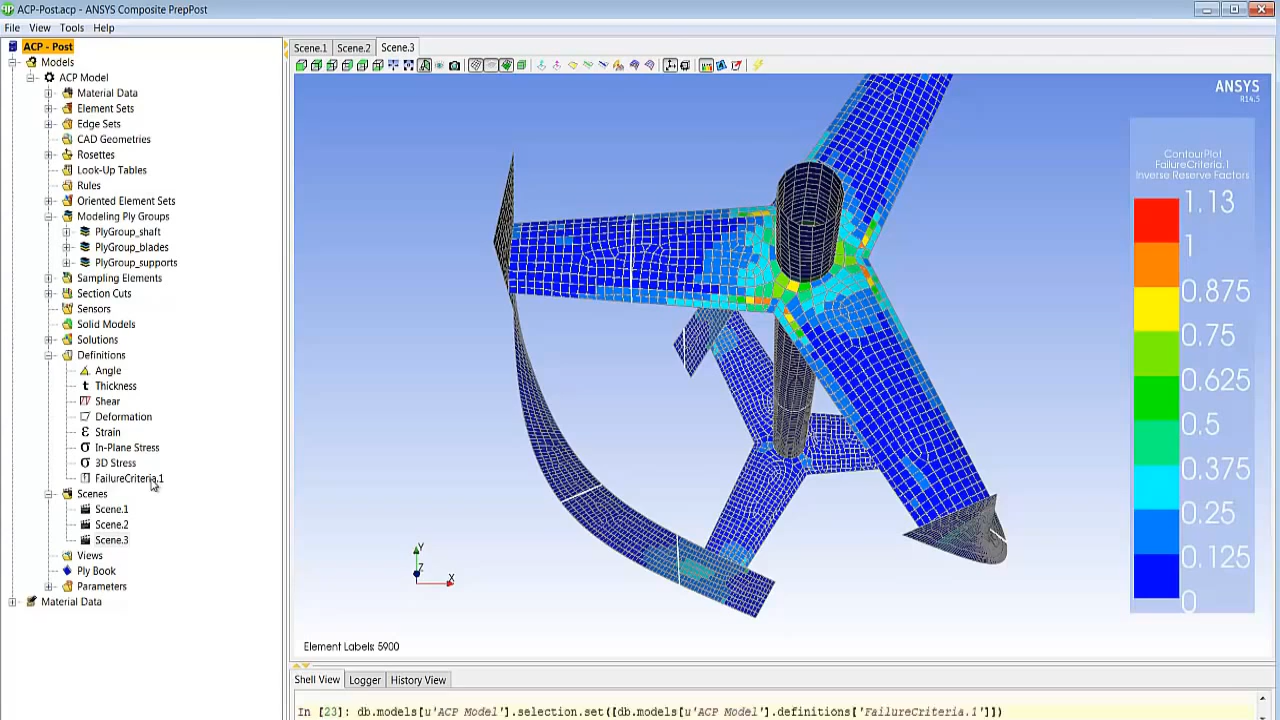 ACP-Post.acp - ANSYS Composite PrepPost
File View Tools Help
ACP - Post
Models
ACP Model
Material Data
Element Sets
Edge Sets
CAD Geometries
Rosettes
Look-Up Tables
Rules
Oriented Element Sets
Modeling Ply Groups
PlyGroup_shaft
PlyGroup_blades
PlyGroup_supports
Sampling Elements
Section Cuts
Sensors
Solid Models
Solutions
Definitions
Angle
Thickness
Shear
Deformation
Strain
In-Plane Stress
3D Stress
FailureCriteria.1
Scenes
Scene.1
Scene.2
Scene.3
Views
Ply Book
Parameters
Material Data
Scene.1 Scene.2 Scene.3
ANSYS
R14.5
ContourPlot
FailureCriteria.1
Inverse Reserve Factors
1.13
1
0.875
0.75
0.625
0.5
0.375
0.25
0.125
0
Y
Z
X
Element Labels: 5900
Shell View Logger History View
In [23]: db.models[u'ACP Model'].selection.set([db.models[u'ACP Model'].definitions['FailureCriteria.1']])